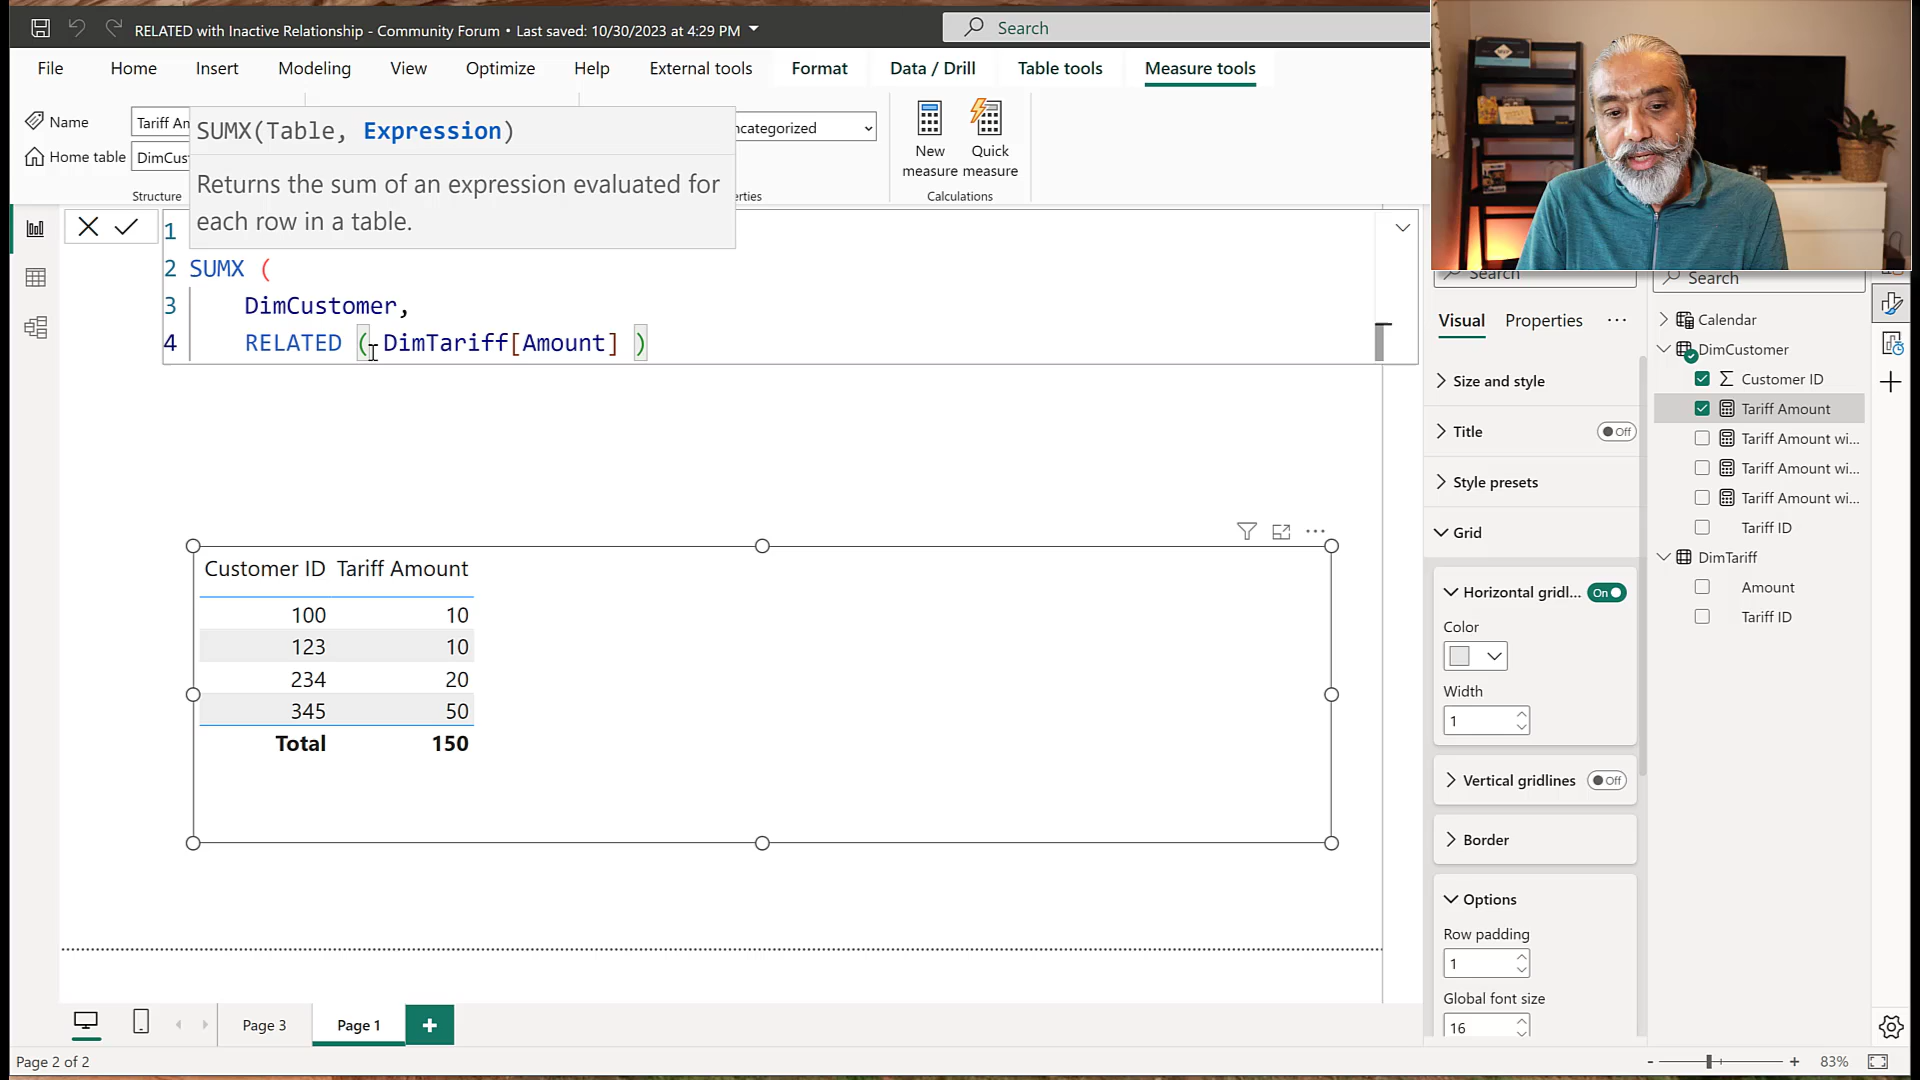 RELATED with Inactive Relationship - Community Forum • Last saved: 10/30/2023 at 4:29 PM
Search
File Home Insert Modeling View Optimize Help External tools Format Data / Drill Table tools Measure tools
Name
Tariff An
Home table
DimCus
Structure
SUMX(Table, Expression)
Returns the sum of an expression evaluated for
each row in a table.
ncategorized
New
measure
Quick
measure
Calculations
1
2 SUMX (
3 DimCustomer,
4 RELATED ( DimTariff[Amount] )
Customer ID Tariff Amount
100 10
123 10
234 20
345 50
Total 150
Search
Visual Properties
Size and style
Title Off
Style presets
Grid
Horizontal gridl... On
Color
Width
1
Vertical gridlines Off
Border
Options
Row padding
1
Global font size
16
Search
Calendar
DimCustomer
Customer ID
Tariff Amount
Tariff Amount wi...
Tariff Amount wi...
Tariff Amount wi...
Tariff ID
DimTariff
Amount
Tariff ID
Page 3 Page 1 +
Page 2 of 2
- + 83%